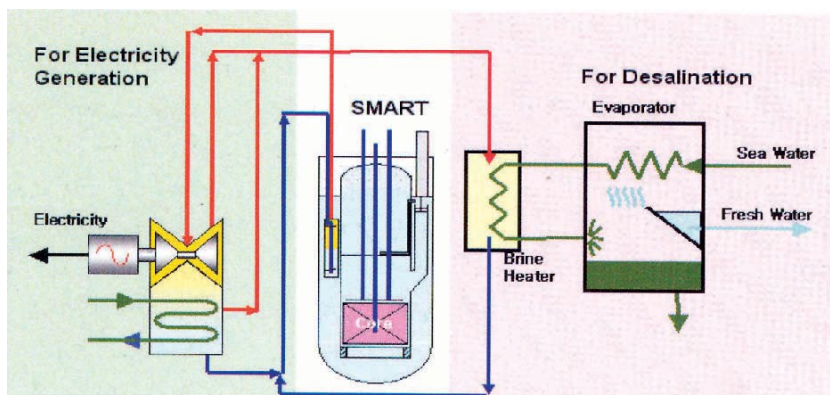 For Electricity
Generation
SMART
For Desalination
Evaporator
Sea Water
Fresh Water
Brine
Heater
Electricity
Core